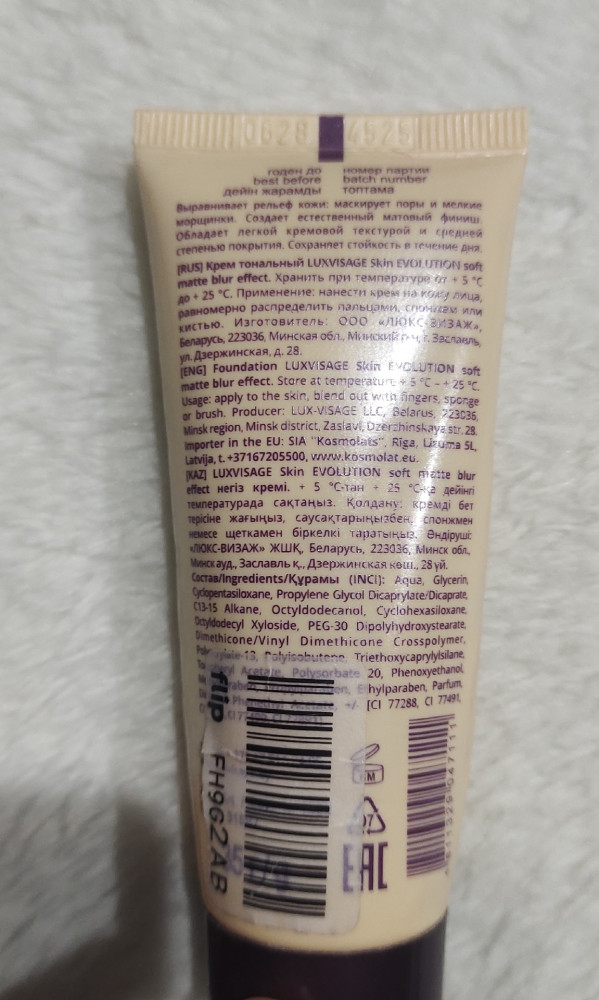 0628 4525
годен до номер партии
best before batch number
дейін жарамды топтама
Выравнивает рельеф кожи: маскирует поры и мелкие
морщинки. Создает естественный матовый финиш.
Обладает легкой кремовой текстурой и средней
степенью покрытия. Сохраняет стойкость в течение дня.
[RUS] Крем тональный LUXVISAGE Skin EVOLUTION soft
matte blur effect. Хранить при температуре от + 5 °C
до + 25 °C. Применение: нанести крем на кожу лица,
равномерно распределить пальцами, спонжем или
кистью. Изготовитель: ООО «ЛЮКС-ВИЗАЖ»,
Беларусь, 223036, Минская обл., Минский р-н, г. Заславль,
ул. Дзержинская, д. 28.
[ENG] Foundation LUXVISAGE Skin EVOLUTION soft
matte blur effect. Store at temperature + 5 °C – + 25 °C.
Usage: apply to the skin, blend out with fingers, sponge
or brush. Producer: LUX-VISAGE LLC, Belarus, 223036,
Minsk region, Minsk district, Zaslavl, Dzerzhinskaya str. 28.
Importer in the EU: SIA "Kosmolats", Rīga, Lizuma 5L,
Latvija, t. +37167205500, www.kosmolat.eu.
[KAZ] LUXVISAGE Skin EVOLUTION soft matte blur
effect негіз кремі. + 5 °C-тан + 25 °C-қа дейінгі
температурада сақтаңыз. Қолдану: кремді бет
терісіне жағыңыз, саусақтарыңызбен, спонжмен
немесе щеткамен біркелкі таратыңыз. Өндіруші:
«ЛЮКС-ВИЗАЖ» ЖШҚ, Беларусь, 223036, Минск обл.,
Минск ауд., Заславль қ., Дзержинская көш., 28 үй.
Состав/Ingredients/Құрамы (INCI): Aqua, Glycerin,
Cyclopentasiloxane, Propylene Glycol Dicaprylate/Dicaprate,
C13-15 Alkane, Octyldodecanol, Cyclohexasiloxane,
Octyldodecyl Xyloside, PEG-30 Dipolyhydroxystearate,
Dimethicone/Vinyl Dimethicone Crosspolymer,
Polyisobutene, Triethoxycaprylylsilane,
Acetate, Polysorbate 20, Phenoxyethanol,
Ethylparaben, Parfum,
+/- [CI 77288, CI 77491,
flip
FH962AB
M
07
EAC